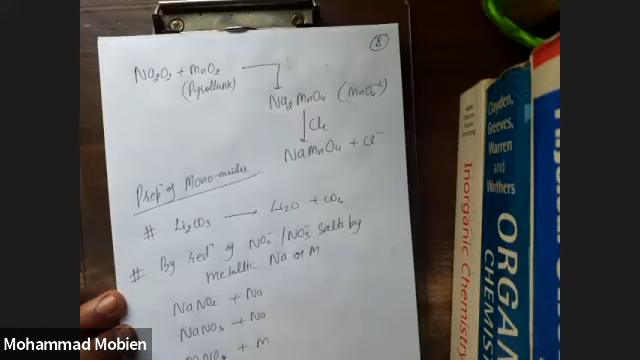 8
Na2O2 + MnO2
(Pyrolusite)
Na2MnO4 (MnO4-2)
Cl2
NaMnO4 + Cl-
Prepn of Mono-oxides
# Li2CO3 → Li2O + CO2
# By redn of NO2- / NO3- salts by
metallic Na or M
NaNO2 + Na
NaNO3 + Na
+ M
Inorganic Chemistry
Clayden,
Greeves,
Warren
and
Wothers
ORGAN
CHEMIS
Mohammad Mobien